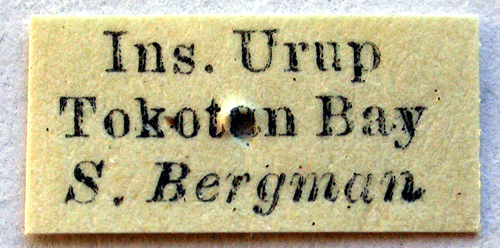 Ins. Urup
Tokotan Bay
S. Bergman